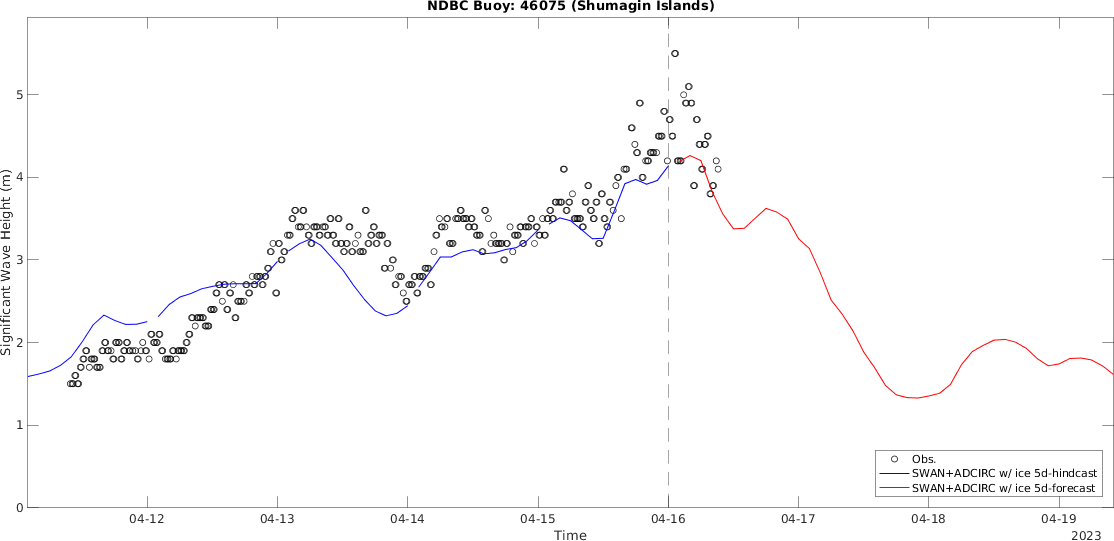 NDBC Buoy: 46075 (Shumagin Islands)
Significant Wave Height (m)
5
4
3
2
1
0
Obs.
SWAN+ADCIRC w/ ice 5d-hindcast
SWAN+ADCIRC w/ ice 5d-forecast
04-12
04-13
04-14
04-15
04-16
04-17
04-18
04-19
Time
2023